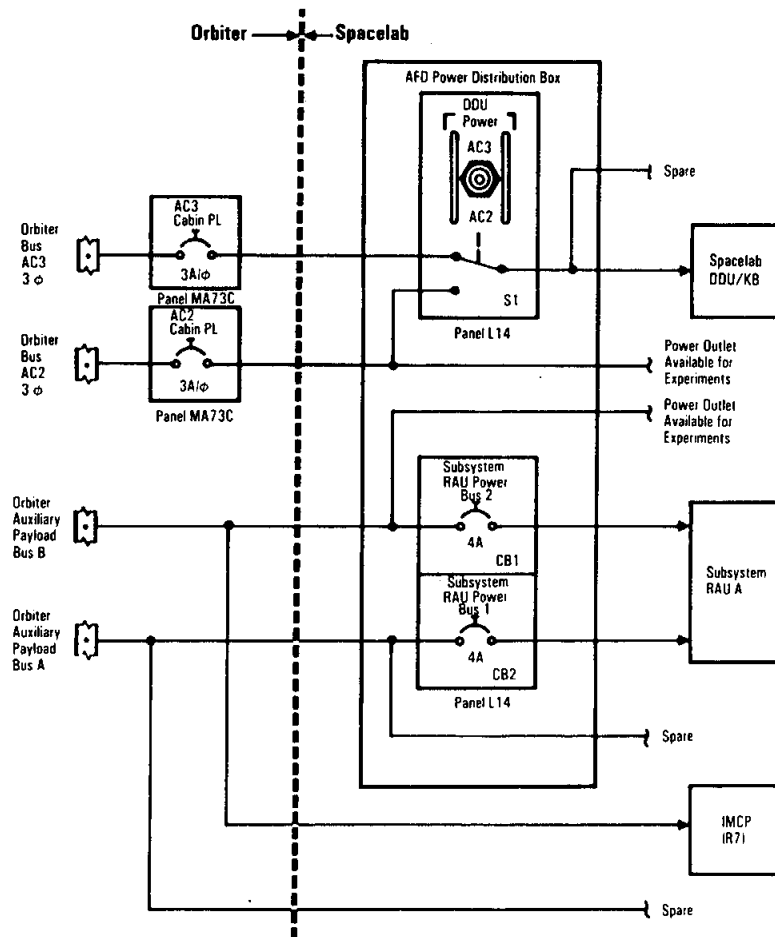 Orbiter
Spacelab
AFD Power Distribution Box
DDU
Power
AC3
AC2
S1
Panel L14
Spare
Orbiter
Bus
AC3
3 ϕ
AC3
Cabin PL
3A/ϕ
Panel MA73C
Spacelab
DDU/KB
Orbiter
Bus
AC2
3 ϕ
AC2
Cabin PL
3A/ϕ
Panel MA73C
Power Outlet
Available for
Experiments
Power Outlet
Available for
Experiments
Orbiter
Auxiliary
Payload
Bus B
Subsystem
RAU Power
Bus 2
4A
CB1
Subsystem
RAU A
Orbiter
Auxiliary
Payload
Bus A
Subsystem
RAU Power
Bus 1
4A
CB2
Panel L14
Spare
IMCP
(R7)
Spare